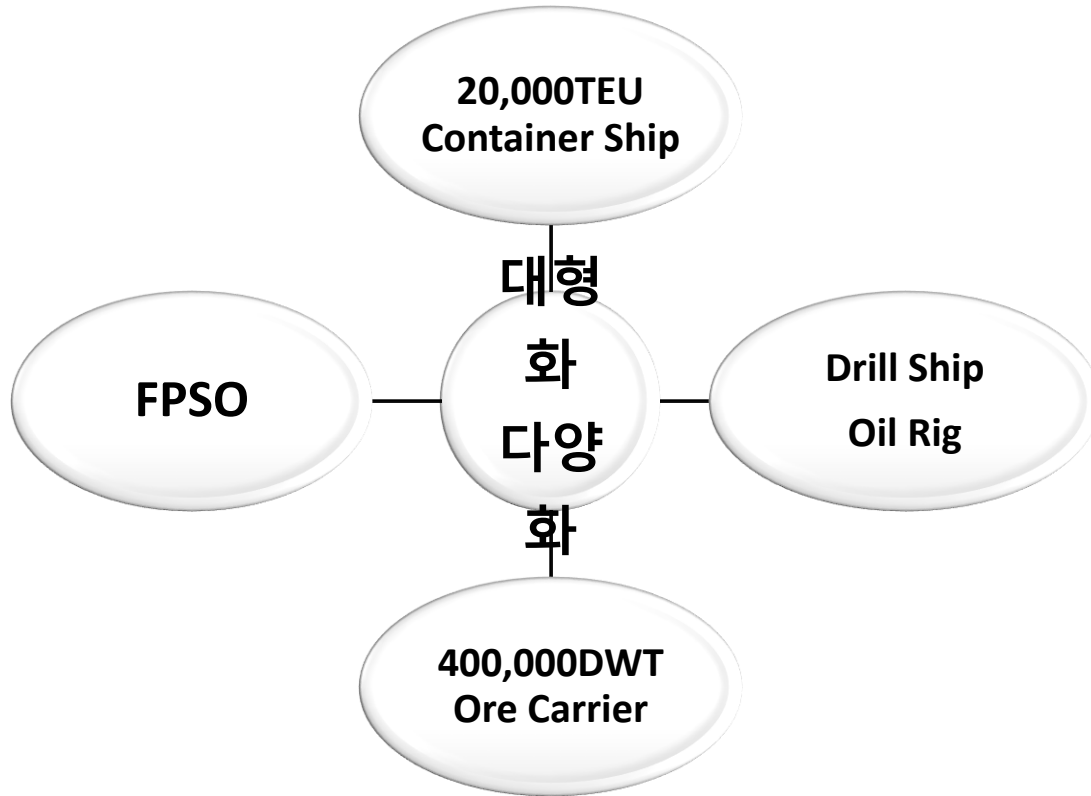 20,000TEU
Container Ship
대형
화
다양
화
FPSO
Drill Ship
Oil Rig
400,000DWT
Ore Carrier